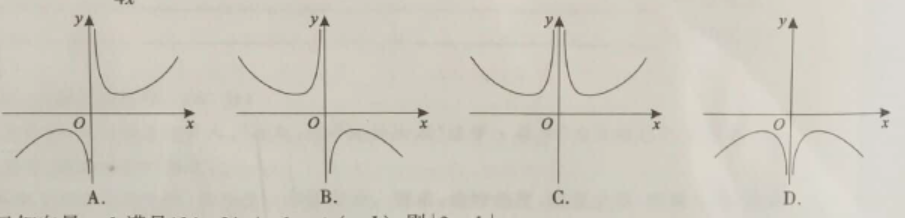 4x
y y y y
O x O x O x O x
A. B. C. D.